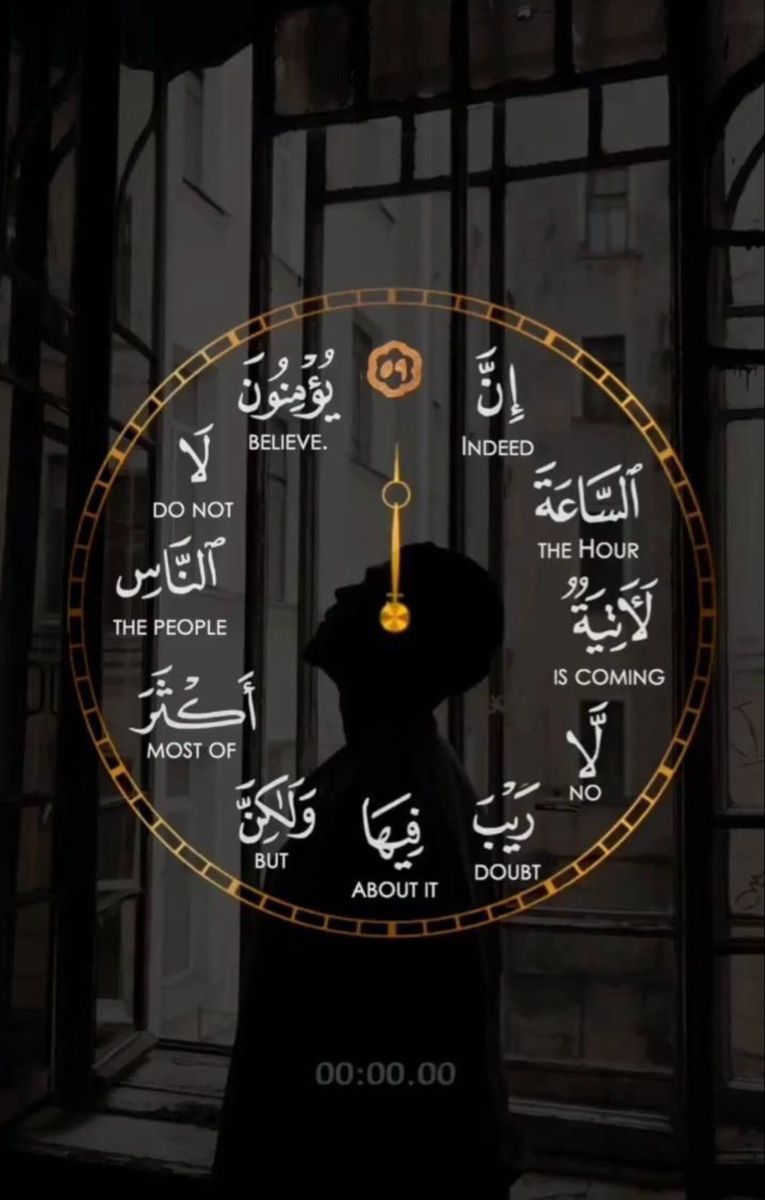 ٥٩
إِنَّ
INDEED
ٱلسَّاعَةَ
THE HOUR
لَـَٔاتِيَةٌ
IS COMING
لَّا
NO
رَيْبَ
DOUBT
فِيهَا
ABOUT IT
وَلَـٰكِنَّ
BUT
أَكْثَرَ
MOST OF
ٱلنَّاسِ
THE PEOPLE
لَا
DO NOT
يُؤْمِنُونَ
BELIEVE.
00:00.00